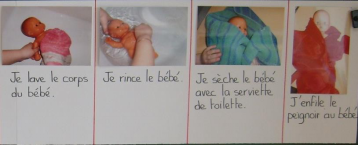 Je lave le corps
du bébé.
Je rince le bébé.
Je sèche le bébé
avec la serviette
de toilette.
J'enfile le
peignoir au bébé